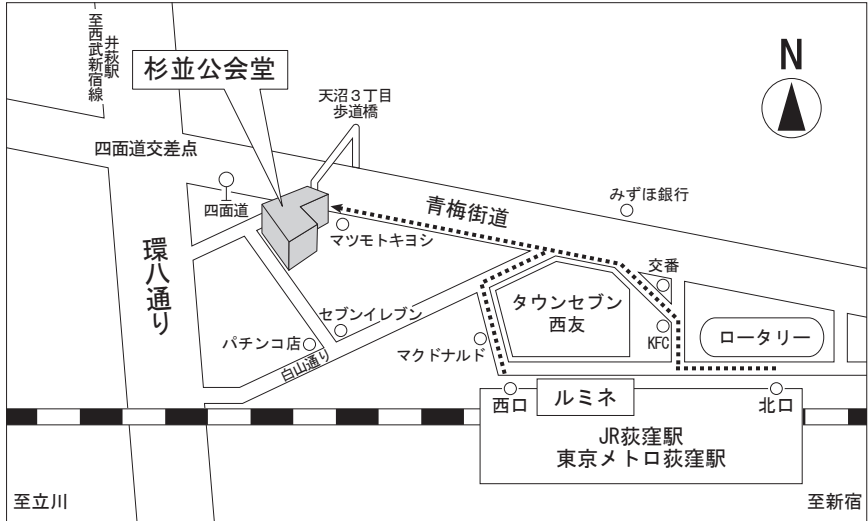 至西武新宿線
井萩駅
杉並公会堂
天沼3丁目
歩道橋
N
四面道交差点
四面道
青梅街道
みずほ銀行
マツモトキヨシ
環八通り
交番
タウンセブン
西友
セブンイレブン
パチンコ店
マクドナルド
KFC
ロータリー
白山通り
西口
ルミネ
北口
JR荻窪駅
東京メトロ荻窪駅
至立川
至新宿